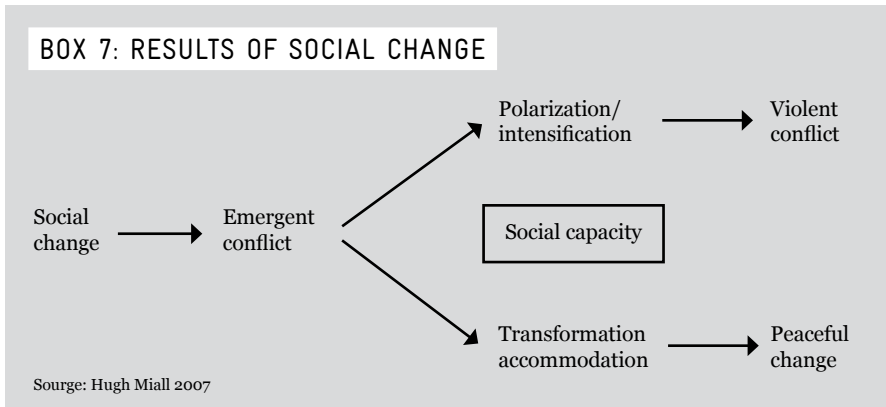 BOX 7: RESULTS OF SOCIAL CHANGE
Polarization/
intensification
Violent
conflict
Social
change
Emergent
conflict
Social capacity
Transformation
accommodation
Peaceful
change
Sourge: Hugh Miall 2007